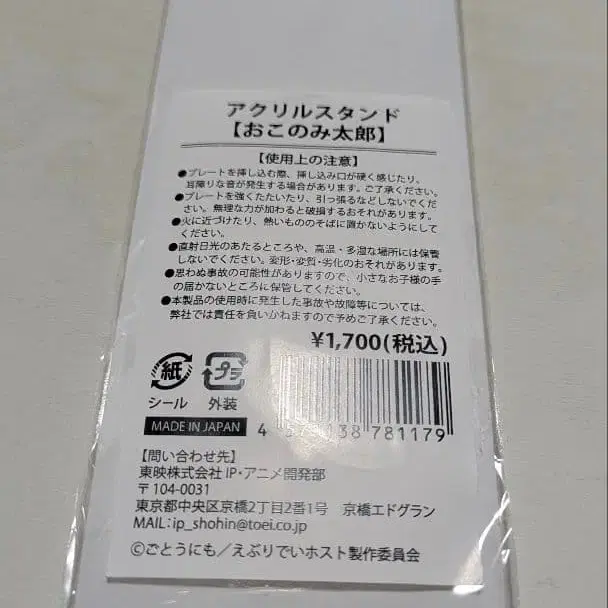 アクリルスタンド
【おこのみ太郎】
【使用上の注意】
●プレートを挿し込む際、挿し込み口が硬く感じたり、
耳障りな音が発生する場合があります。ご了承ください。
●プレートを強くたたいたり、引っ張るなどしないでくだ
さい。無理な力が加わると破損するおそれがあります。
●火に近づけたり、熱いもののそばに置かないようにして
ください。
●直射日光のあたるところや、高温・多湿な場所には保管
しないでください。変形・変質・劣化のおそれがあります。
●思わぬ事故の可能性がありますので、小さなお子様の手
の届かないところに保管してください。
●本製品の使用時に発生した事故や故障等については、
弊社では責任を負いかねますので予めご了承ください。
¥1,700(税込)
紙 プラ
シール 外装
MADE IN JAPAN
781179
【問い合わせ先】
東映株式会社 IP・アニメ開発部
〒104-0031
東京都中央区京橋2丁目2番1号 京橋エドグラン
MAIL:ip_shohin@toei.co.jp
©ごとうにも/えぶりでいホスト製作委員会